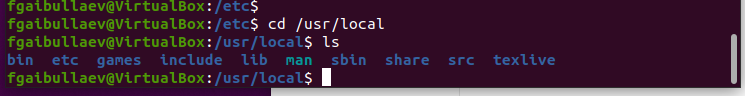 fgaibullaev@VirtualBox:/etc$
fgaibullaev@VirtualBox:/etc$ cd /usr/local
fgaibullaev@VirtualBox:/usr/local$ ls
bin etc games include lib man sbin share src texlive
fgaibullaev@VirtualBox:/usr/local$